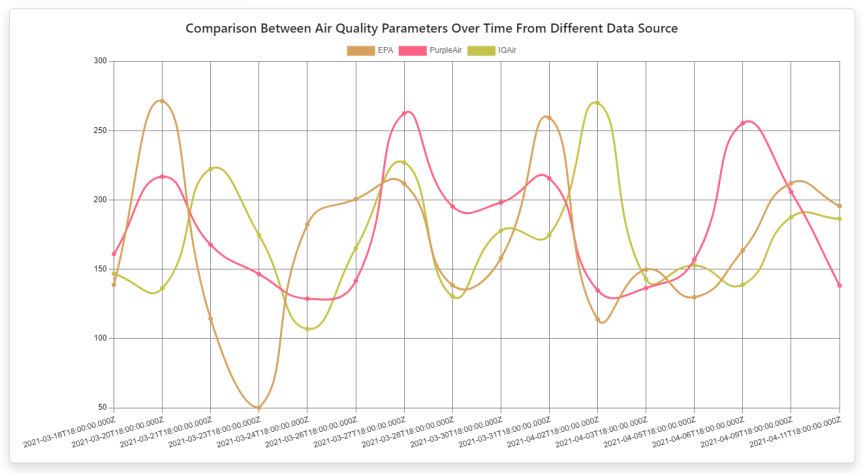 Comparison Between Air Quality Parameters Over Time From Different Data Source
EPA PurpleAir IQAir
300
250
200
150
100
50
2021-03-18T18:00:00.000Z
2021-03-20T18:00:00.000Z
2021-03-21T18:00:00.000Z
2021-03-23T18:00:00.000Z
2021-03-24T18:00:00.000Z
2021-03-26T18:00:00.000Z
2021-03-27T18:00:00.000Z
2021-03-28T18:00:00.000Z
2021-03-30T18:00:00.000Z
2021-03-31T18:00:00.000Z
2021-04-02T18:00:00.000Z
2021-04-03T18:00:00.000Z
2021-04-05T18:00:00.000Z
2021-04-06T18:00:00.000Z
2021-04-09T18:00:00.000Z
2021-04-11T18:00:00.000Z